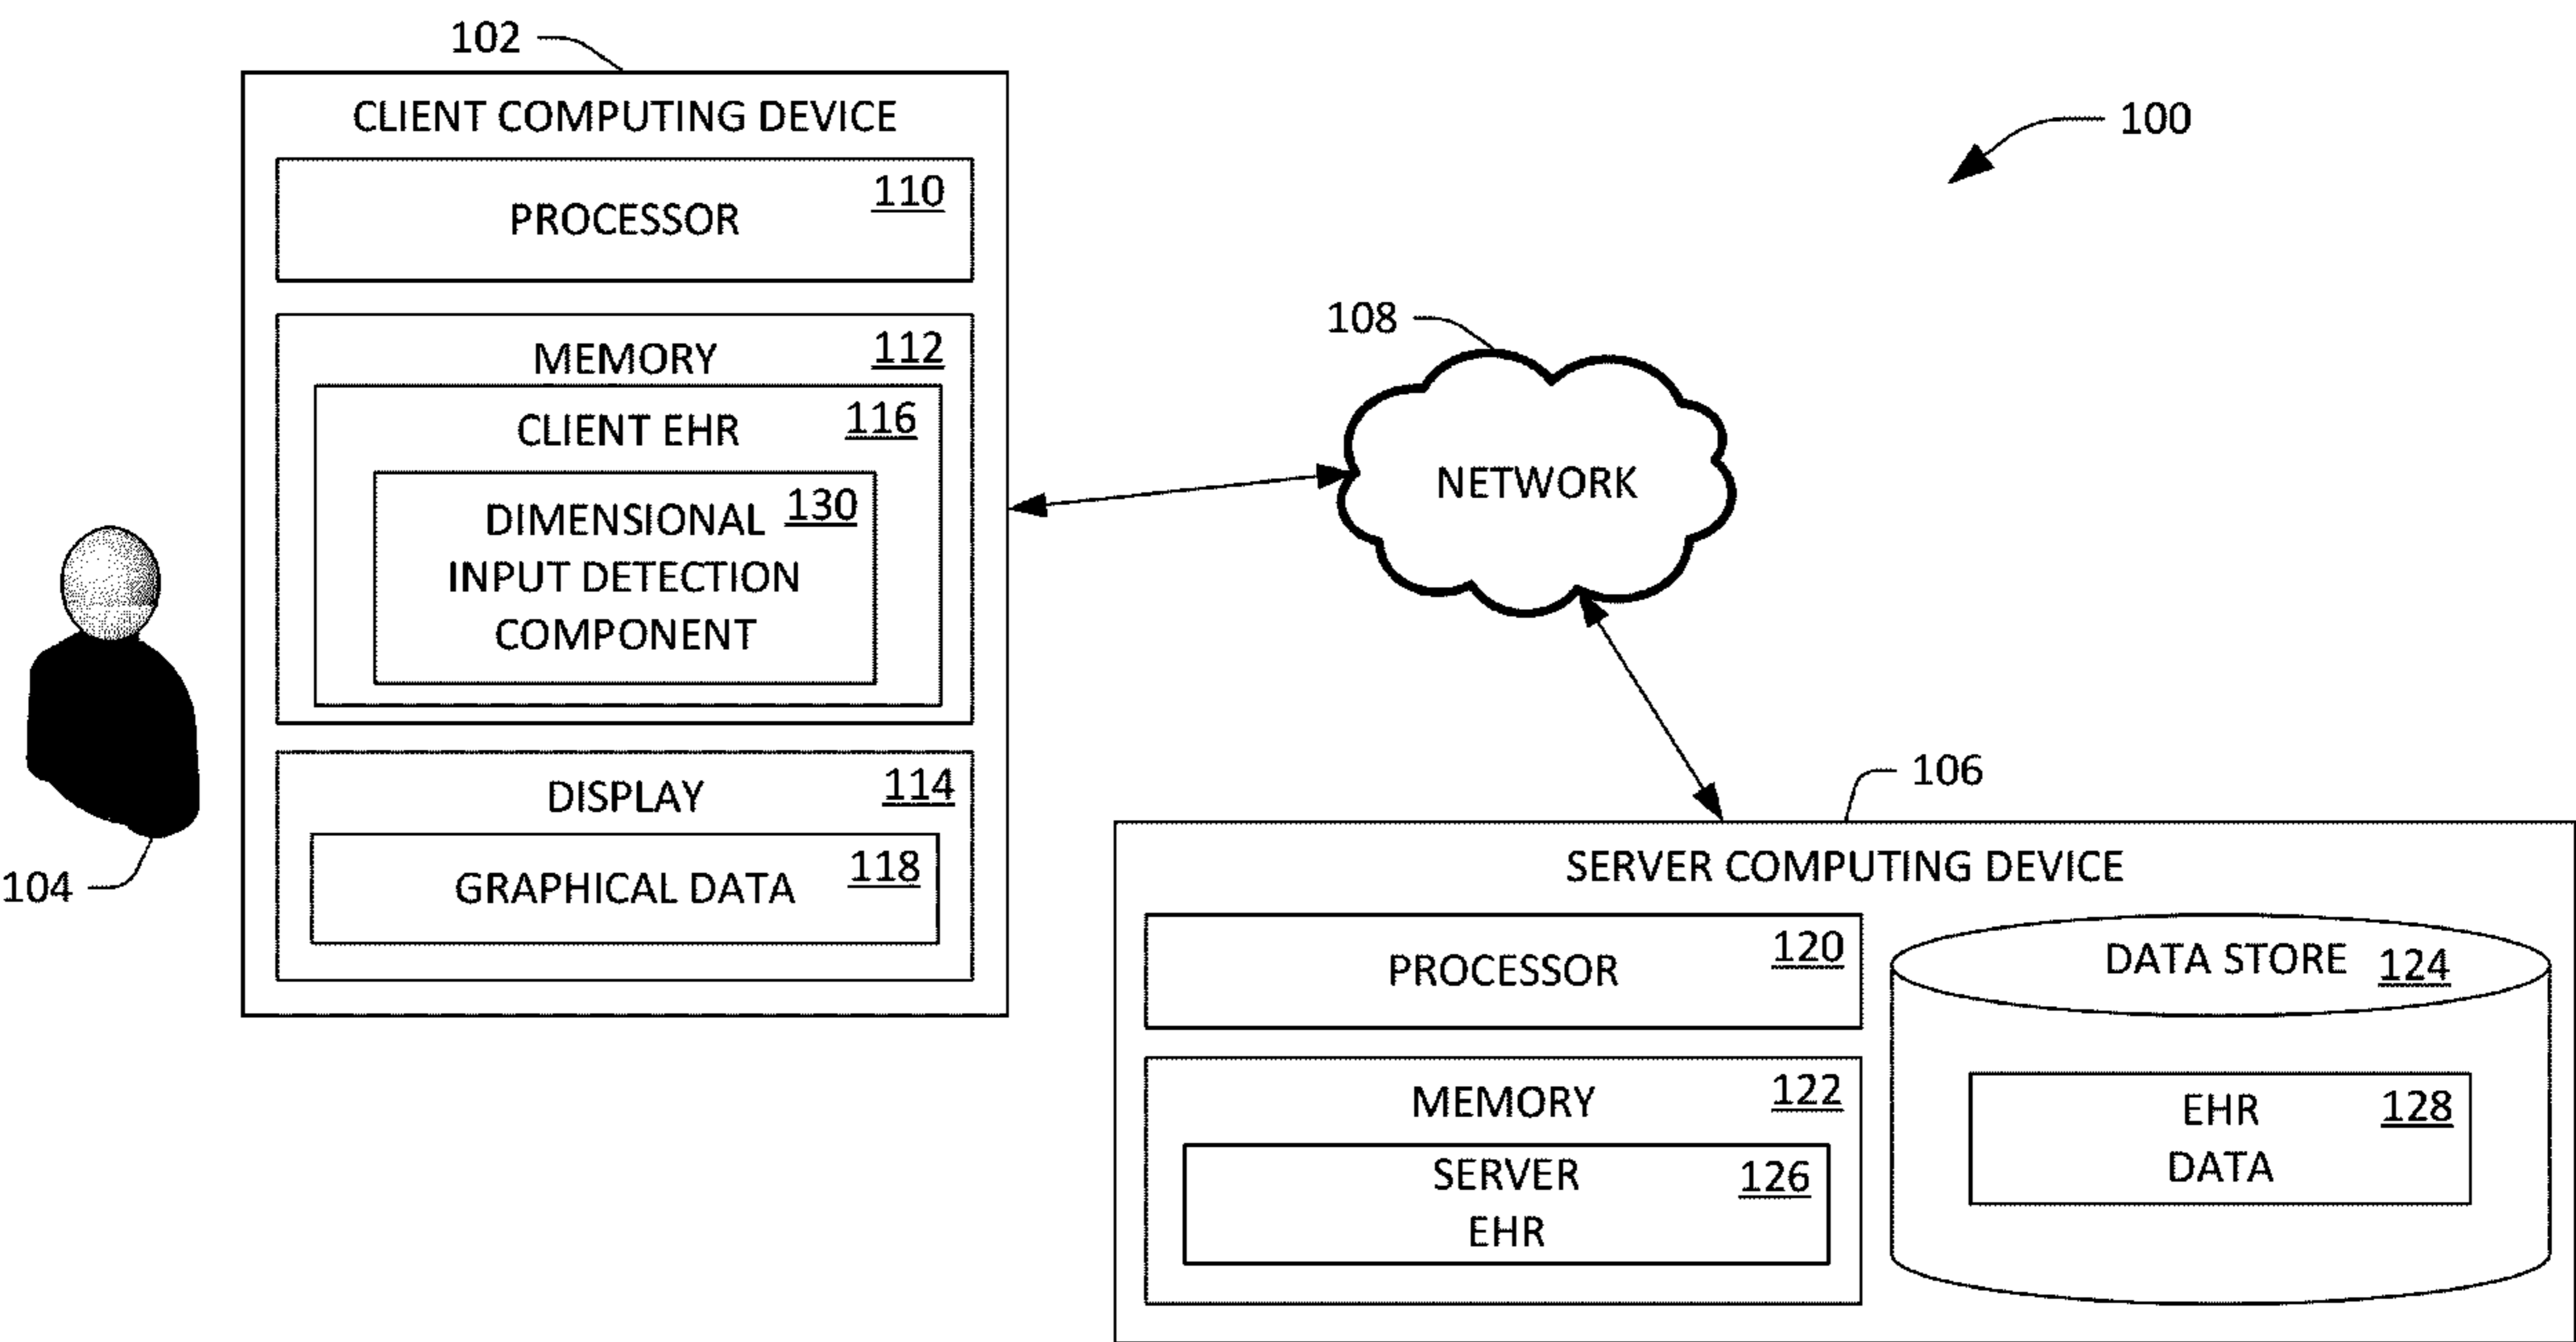 102
CLIENT COMPUTING DEVICE
110
PROCESSOR
112
MEMORY
116
CLIENT EHR
130
DIMENSIONAL
INPUT DETECTION
COMPONENT
114
DISPLAY
118
GRAPHICAL DATA
104
100
108
NETWORK
106
SERVER COMPUTING DEVICE
120
PROCESSOR
122
MEMORY
SERVER 126
EHR
DATA STORE 124
EHR 128
DATA